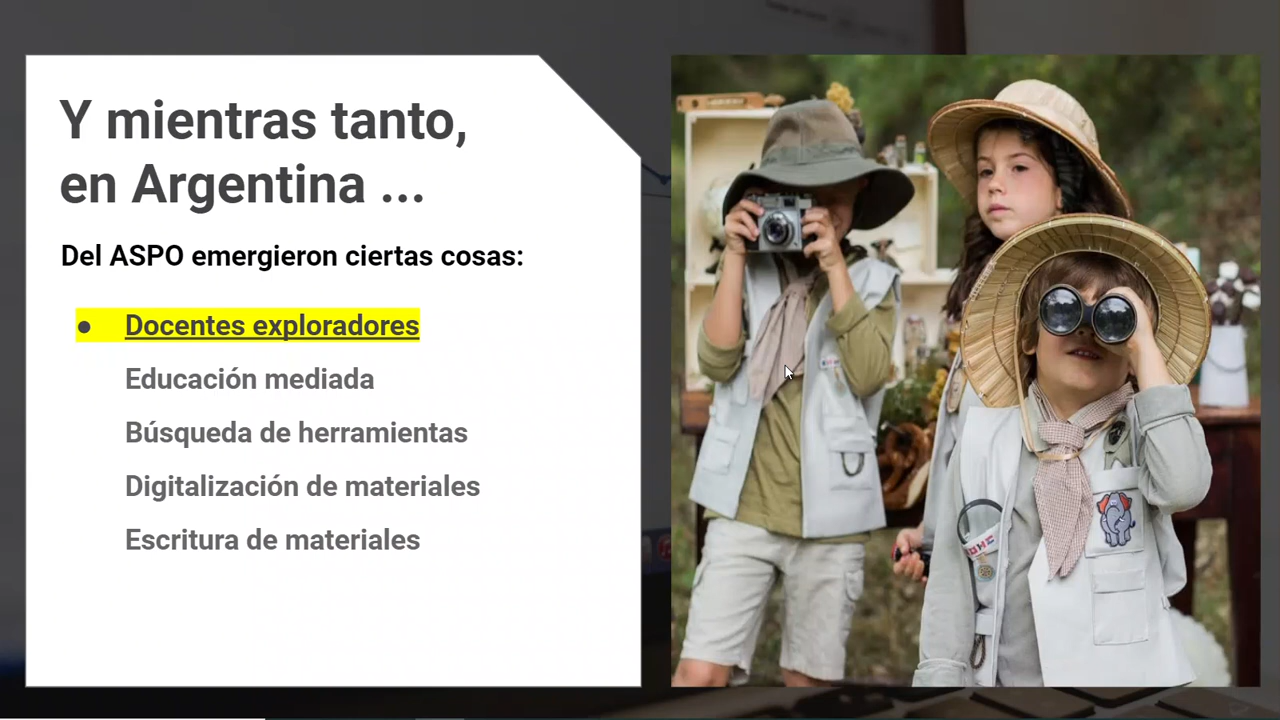 Y mientras tanto,
en Argentina ...
Del ASPO emergieron ciertas cosas:
● Docentes exploradores
Educación mediada
Búsqueda de herramientas
Digitalización de materiales
Escritura de materiales